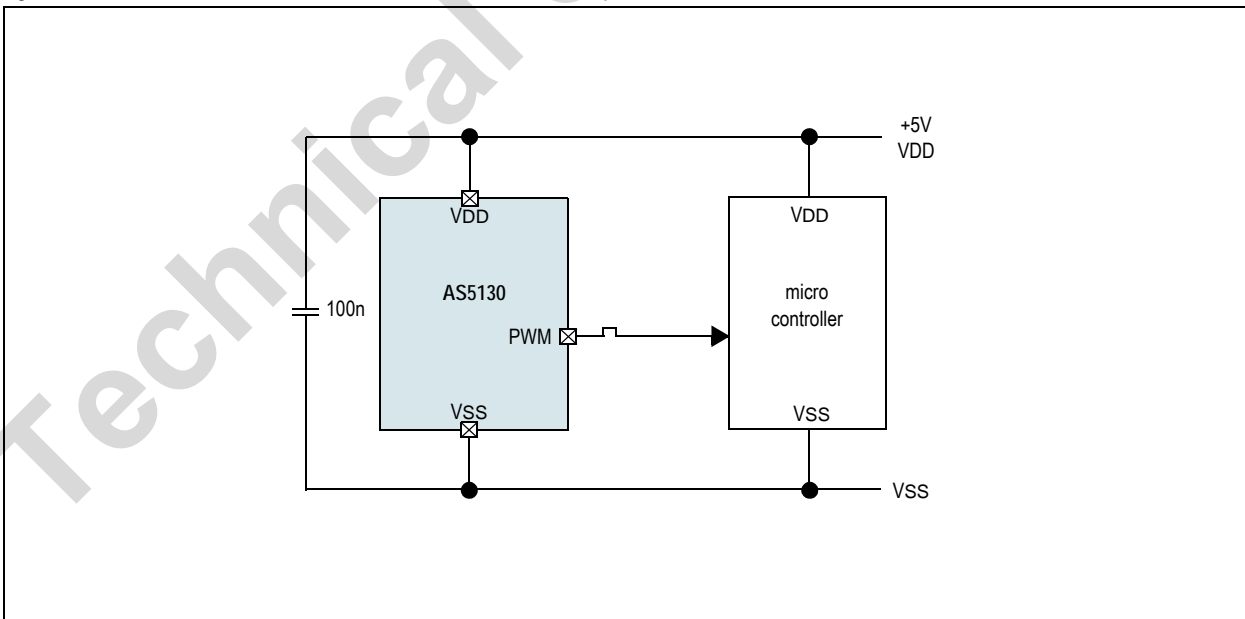 Technical
+5V
VDD
VDD
VDD
AS5130
micro
controller
100n
PWM
VSS
VSS
VSS